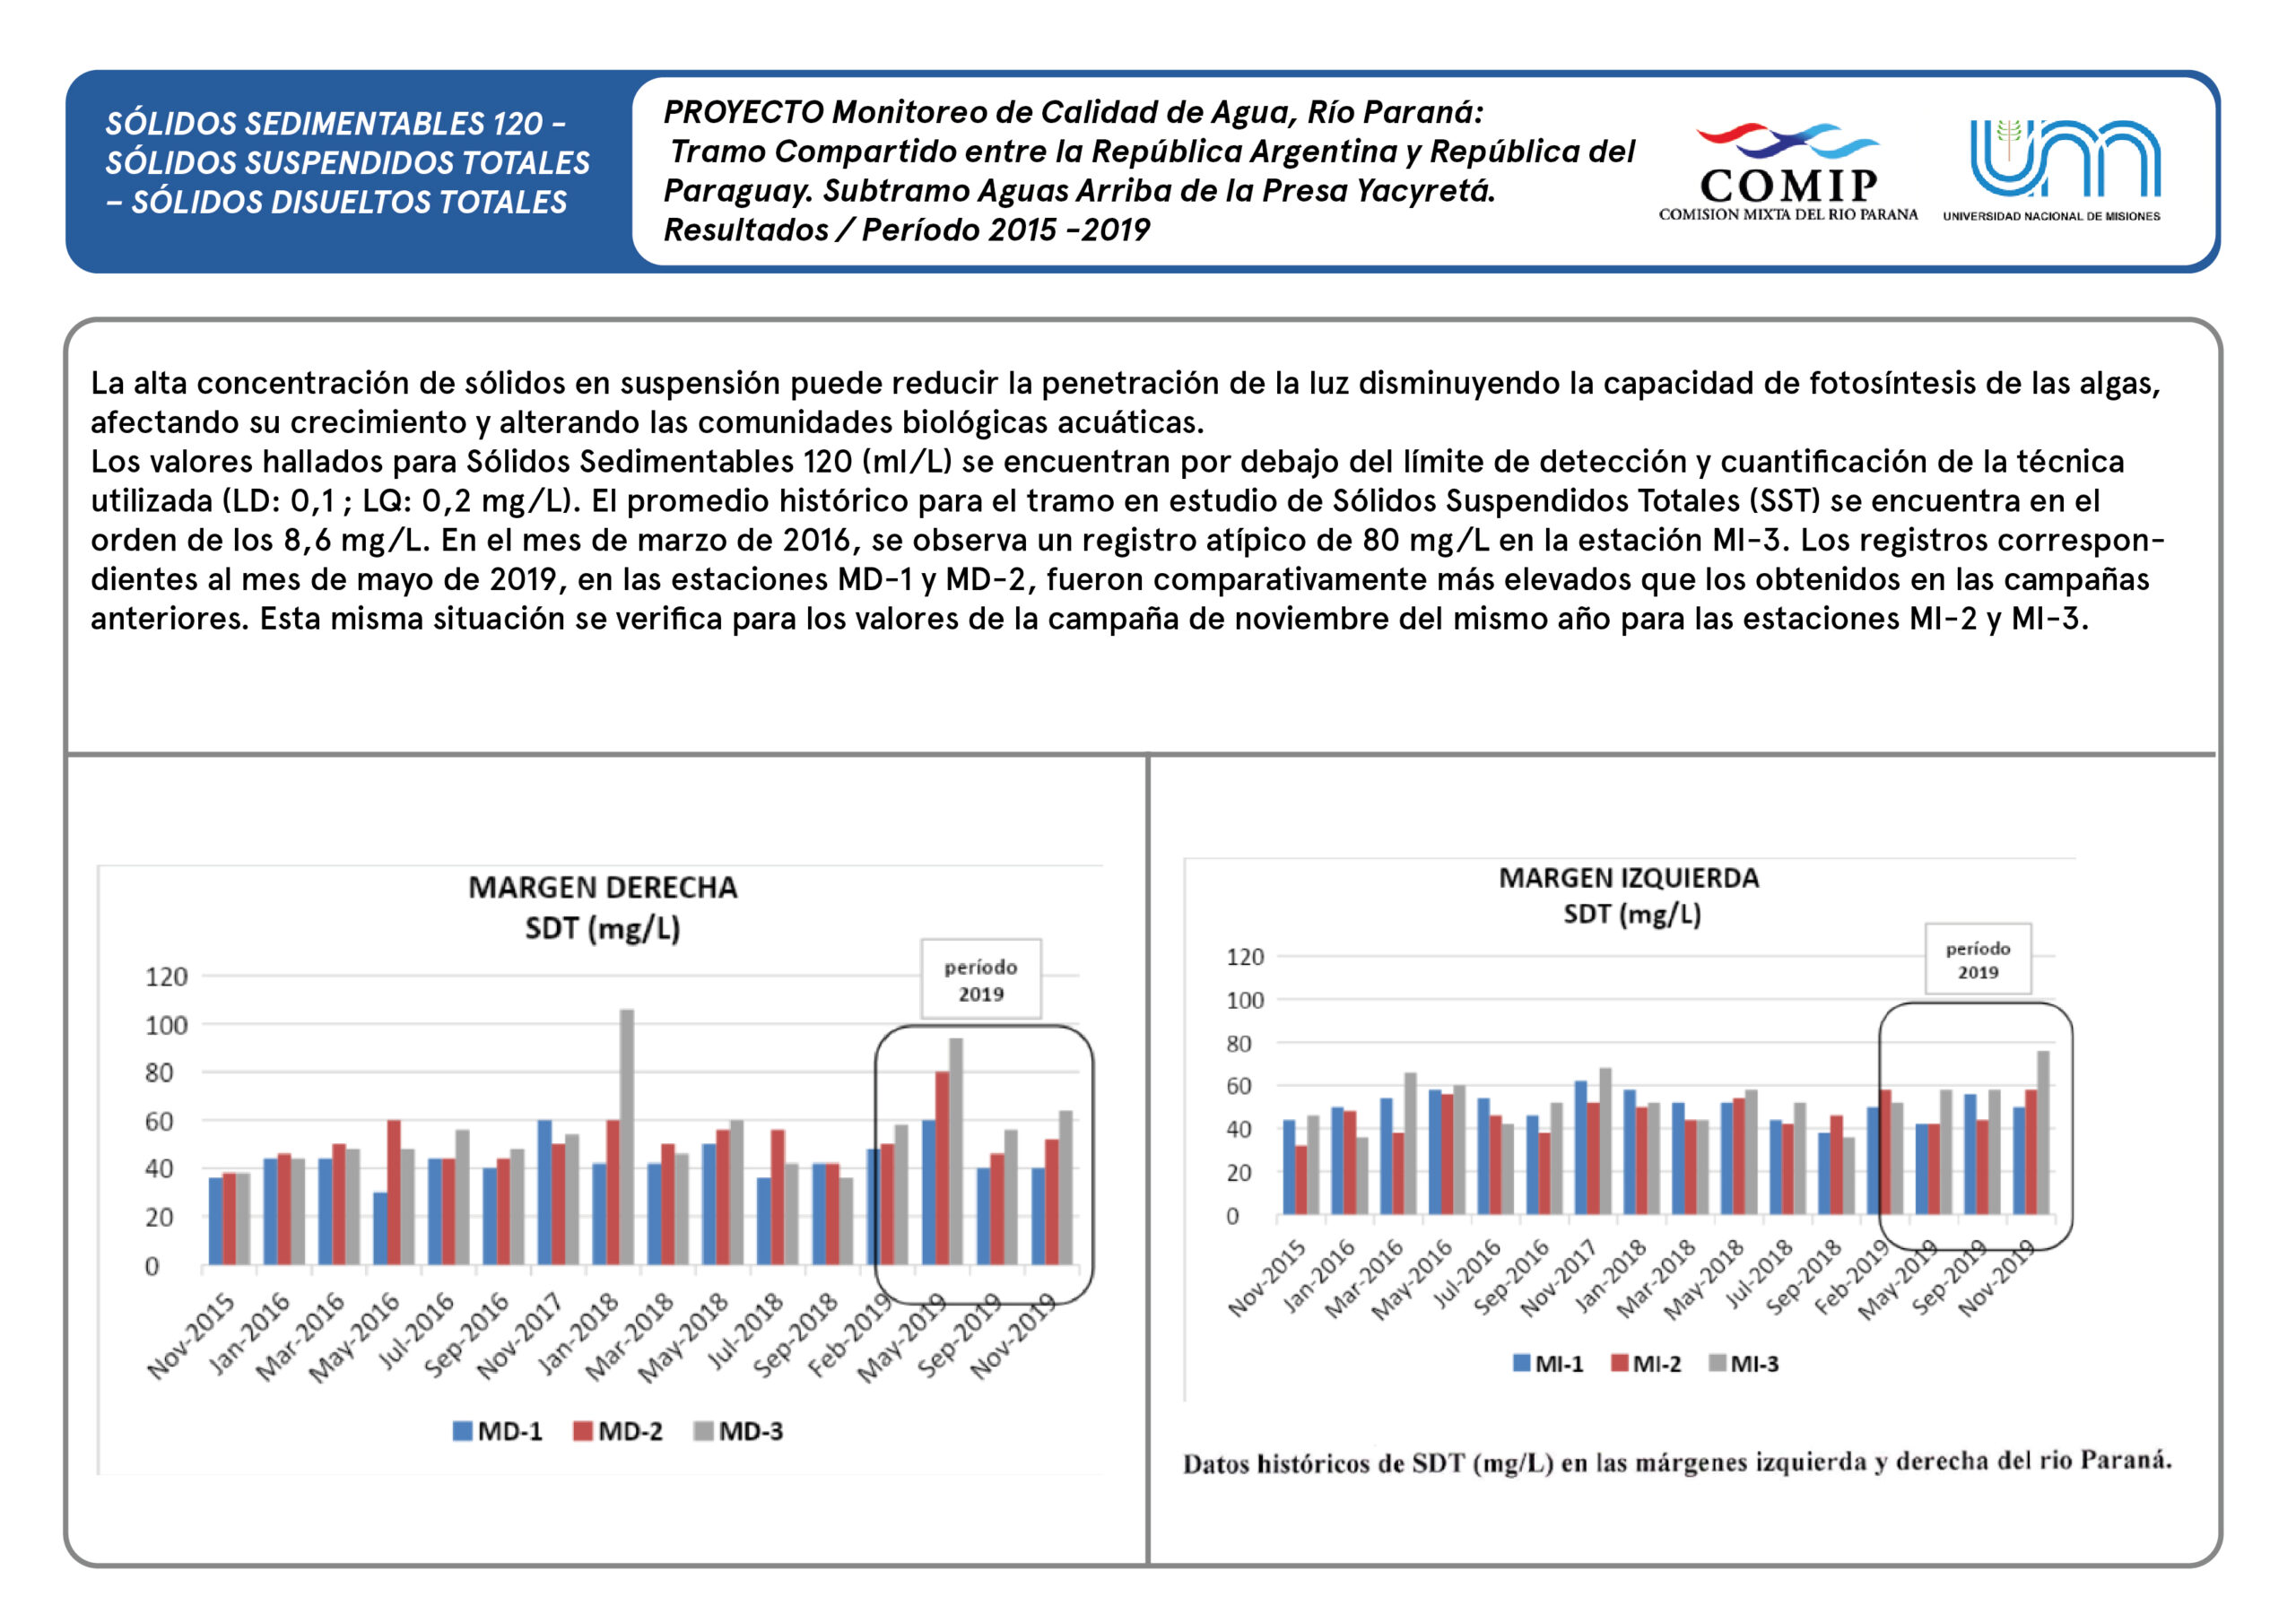 SÓLIDOS SEDIMENTABLES 120 –
SÓLIDOS SUSPENDIDOS TOTALES
– SÓLIDOS DISUELTOS TOTALES
PROYECTO Monitoreo de Calidad de Agua, Río Paraná:
Tramo Compartido entre la República Argentina y República del
Paraguay. Subtramo Aguas Arriba de la Presa Yacyretá.
Resultados / Período 2015 -2019
COMIP
COMISION MIXTA DEL RIO PARANA
um
UNIVERSIDAD NACIONAL DE MISIONES
La alta concentración de sólidos en suspensión puede reducir la penetración de la luz disminuyendo la capacidad de fotosíntesis de las algas,
afectando su crecimiento y alterando las comunidades biológicas acuáticas.
Los valores hallados para Sólidos Sedimentables 120 (ml/L) se encuentran por debajo del límite de detección y cuantificación de la técnica
utilizada (LD: 0,1 ; LQ: 0,2 mg/L). El promedio histórico para el tramo en estudio de Sólidos Suspendidos Totales (SST) se encuentra en el
orden de los 8,6 mg/L. En el mes de marzo de 2016, se observa un registro atípico de 80 mg/L en la estación MI-3. Los registros correspon-
dientes al mes de mayo de 2019, en las estaciones MD-1 y MD-2, fueron comparativamente más elevados que los obtenidos en las campañas
anteriores. Esta misma situación se verifica para los valores de la campaña de noviembre del mismo año para las estaciones MI-2 y MI-3.
MARGEN DERECHA
SDT (mg/L)
período
2019
120
100
80
60
40
20
0
Nov-2015
Jan-2016
Mar-2016
May-2016
Jul-2016
Sep-2016
Nov-2017
Jan-2018
Mar-2018
May-2018
Jul-2018
Sep-2018
Feb-2019
May-2019
Sep-2019
Nov-2019
MD-1 MD-2 MD-3
MARGEN IZQUIERDA
SDT (mg/L)
período
2019
120
100
80
60
40
20
0
Nov-2015
Jan-2016
Mar-2016
May-2016
Jul-2016
Sep-2016
Nov-2017
Jan-2018
Mar-2018
May-2018
Jul-2018
Sep-2018
Feb-2019
May-2019
Sep-2019
Nov-2019
MI-1 MI-2 MI-3
Datos históricos de SDT (mg/L) en las márgenes izquierda y derecha del rio Paraná.